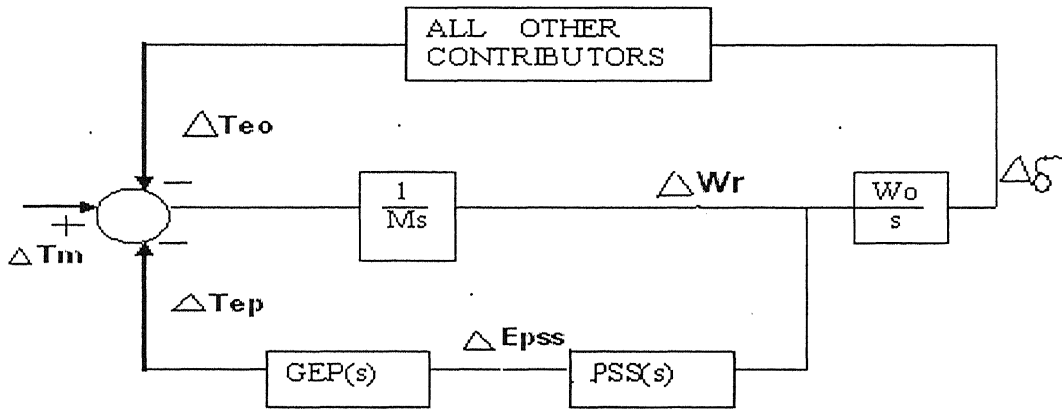 ALL OTHER
CONTRIBUTORS
△Teo
−
△Wr
△δ
1
Ms
Wo
s
+
−
△Tm
△Tep
△Epss
GEP(s)
PSS(s)